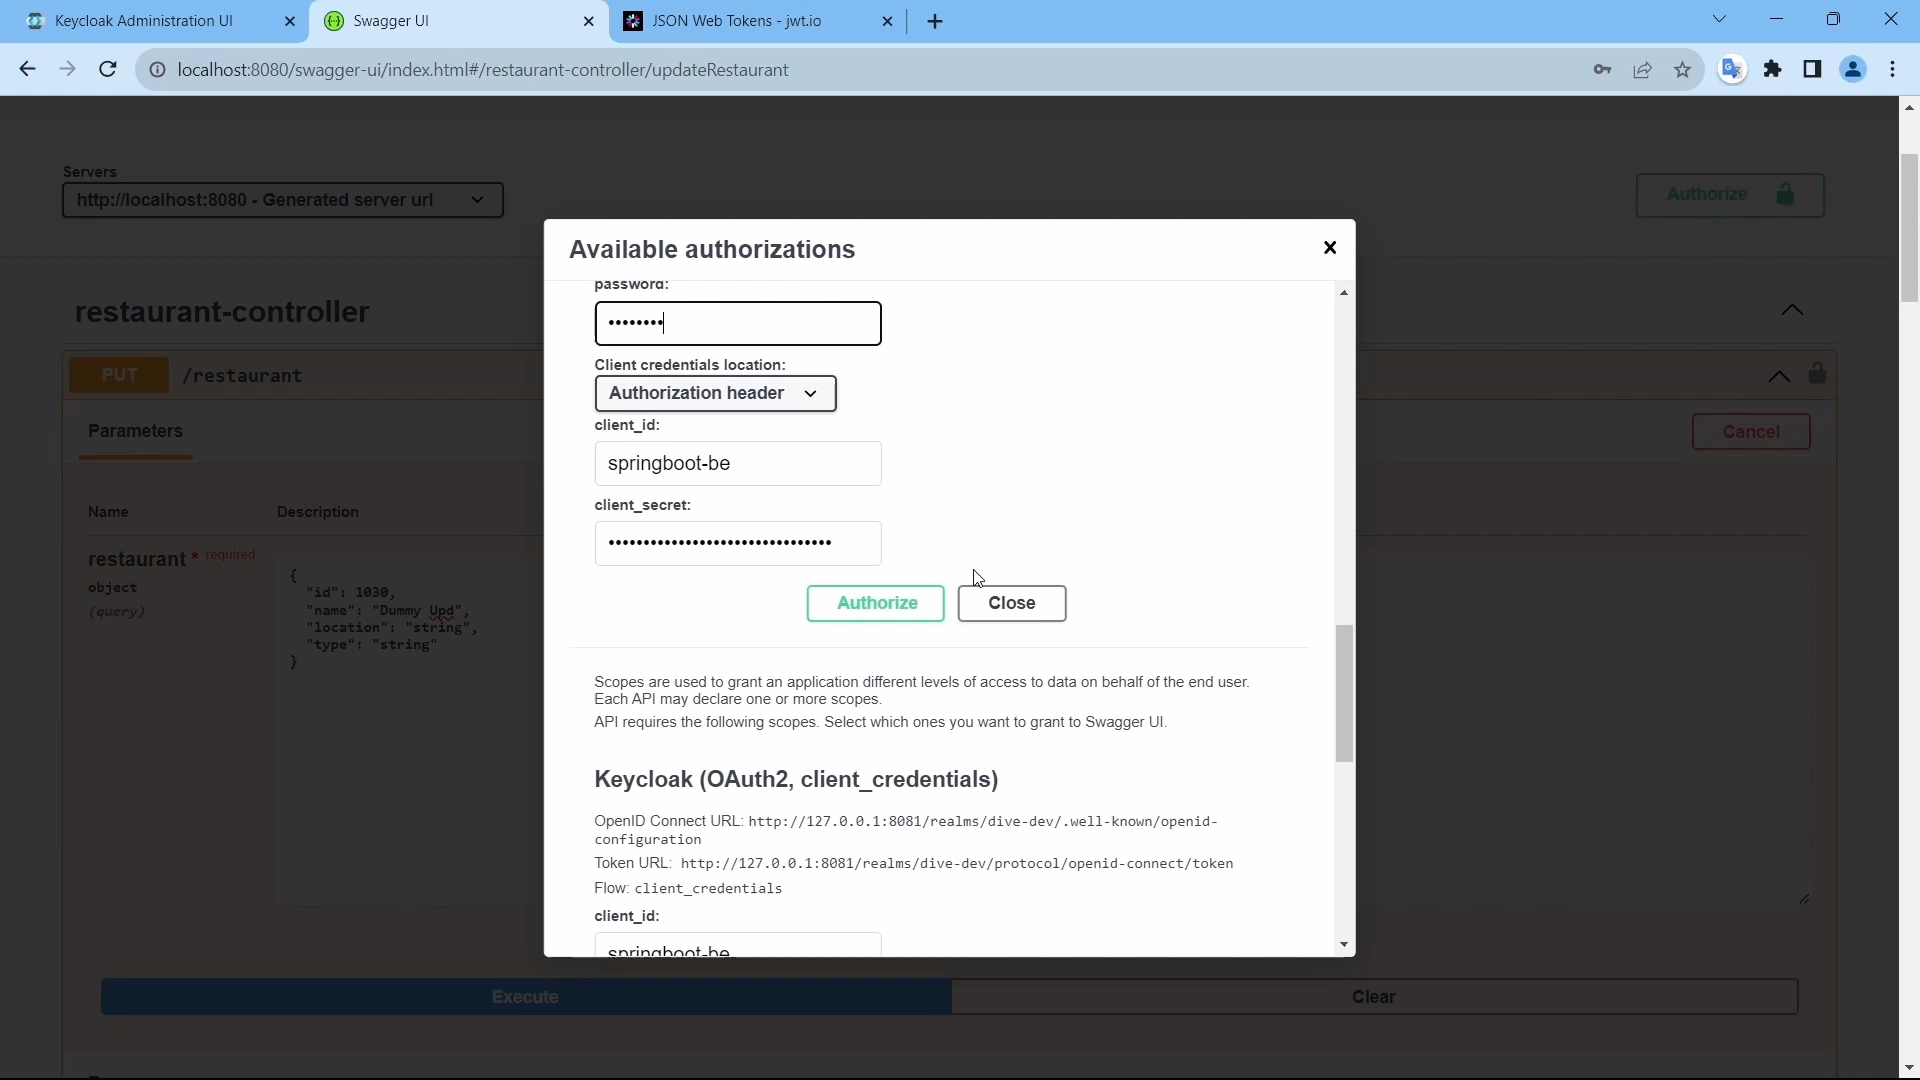 Keycloak Administration UI
Swagger UI
JSON Web Tokens - jwt.io
localhost:8080/swagger-ui/index.html#/restaurant-controller/updateRestaurant
Servers
http://localhost:8080 - Generated server url
Authorize
restaurant-controller
PUT /restaurant
Parameters
Cancel
Name Description
restaurant * required
object
(query)
{
"id": 1030,
"name": "Dummy Upd",
"location": "string",
"type": "string"
}
Execute
Clear
Available authorizations
password:
••••••••
Client credentials location:
Authorization header
client_id:
springboot-be
client_secret:
••••••••••••••••••••••••••••••••
Authorize
Close
Scopes are used to grant an application different levels of access to data on behalf of the end user.
Each API may declare one or more scopes.
API requires the following scopes. Select which ones you want to grant to Swagger UI.
Keycloak (OAuth2, client_credentials)
OpenID Connect URL: http://127.0.0.1:8081/realms/dive-dev/.well-known/openid-
configuration
Token URL: http://127.0.0.1:8081/realms/dive-dev/protocol/openid-connect/token
Flow: client_credentials
client_id:
springboot-be